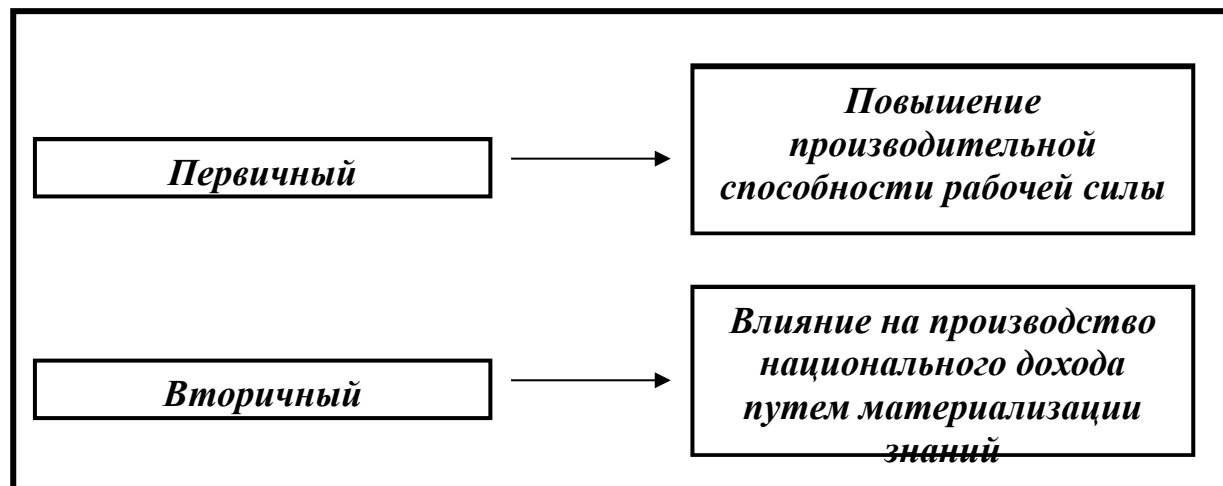 Первичный
Повышение
производительной
способности рабочей силы
Вторичный
Влияние на производство
национального дохода
путем материализации
знаний